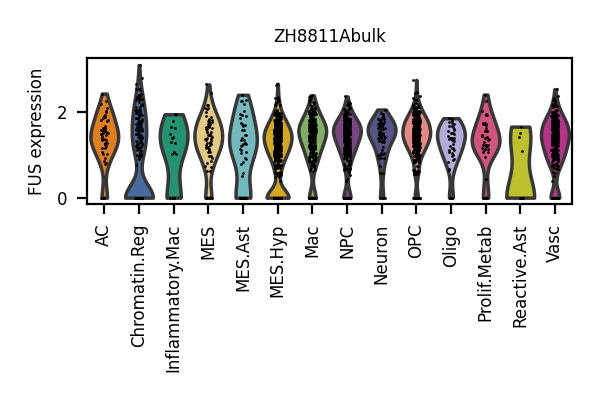 ZH8811Abulk
FUS expression
2
0
AC
Chromatin.Reg
Inflammatory.Mac
MES
MES.Ast
MES.Hyp
Mac
NPC
Neuron
OPC
Oligo
Prolif.Metab
Reactive.Ast
Vasc